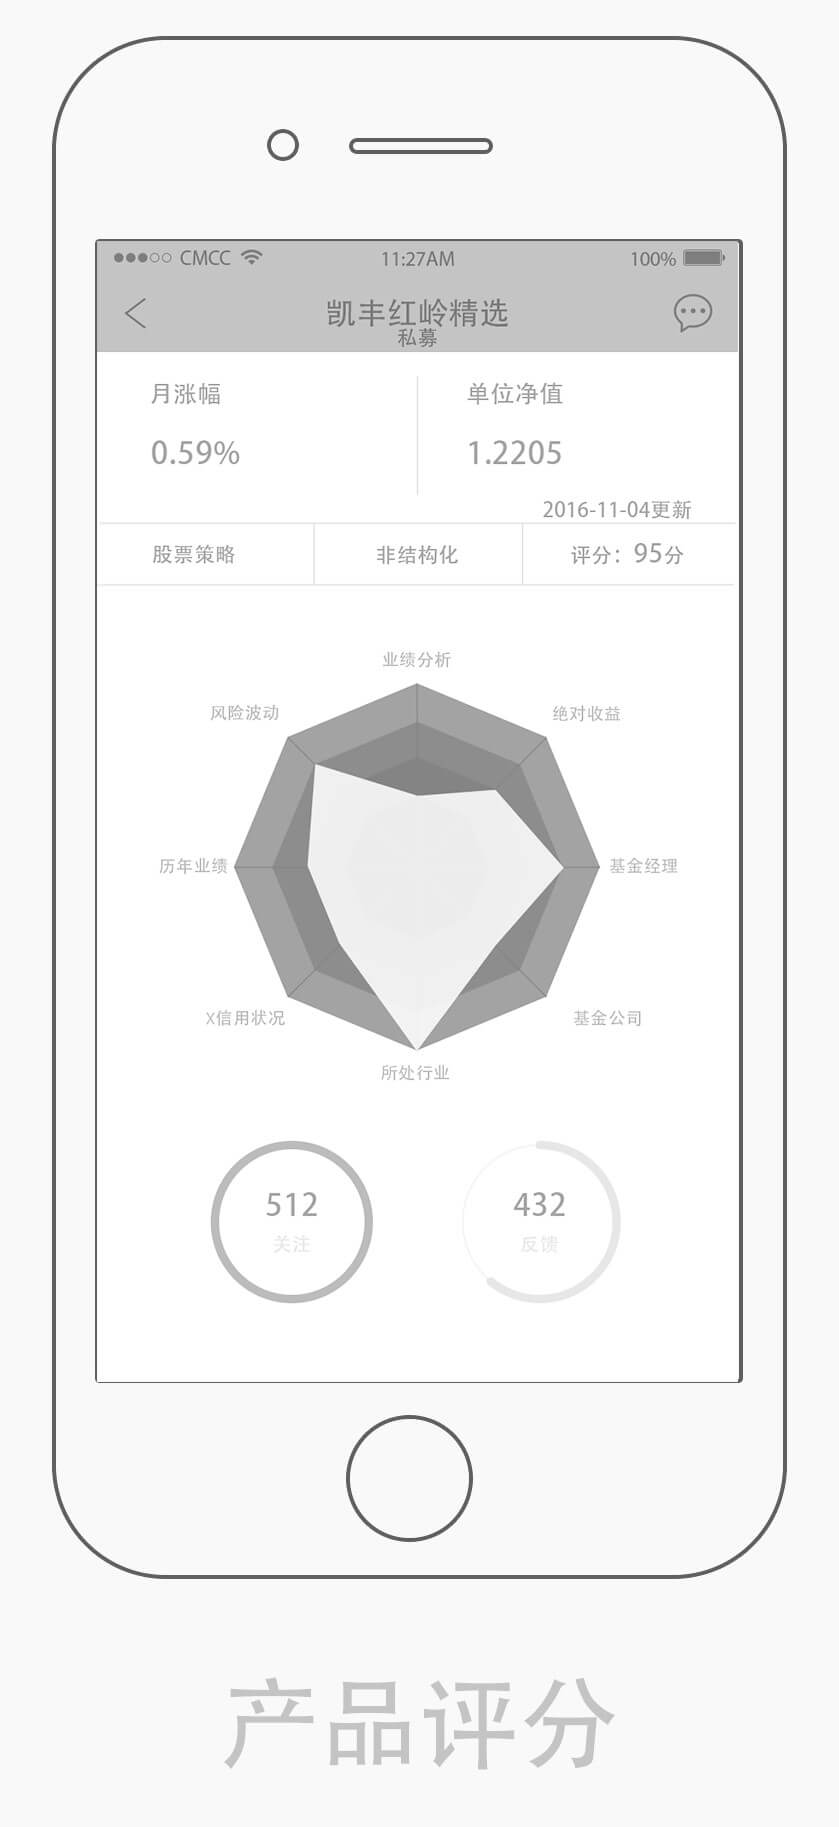 CMCC 11:27AM 100%
凯丰红岭精选
私募
月涨幅 单位净值
0.59% 1.2205
2016-11-04更新
股票策略 非结构化 评分：95分
业绩分析
风险波动 绝对收益
历年业绩 基金经理
X信用状况 基金公司
所处行业
512 432
关注 反馈
产品评分